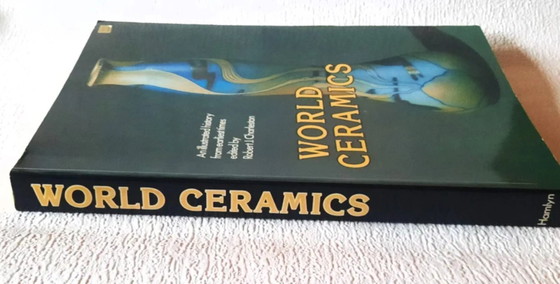 WORLD
CERAMICS
An illustrated history
from earliest times
edited by
Robert J. Charleston
WORLD CERAMICS
Hamlyn